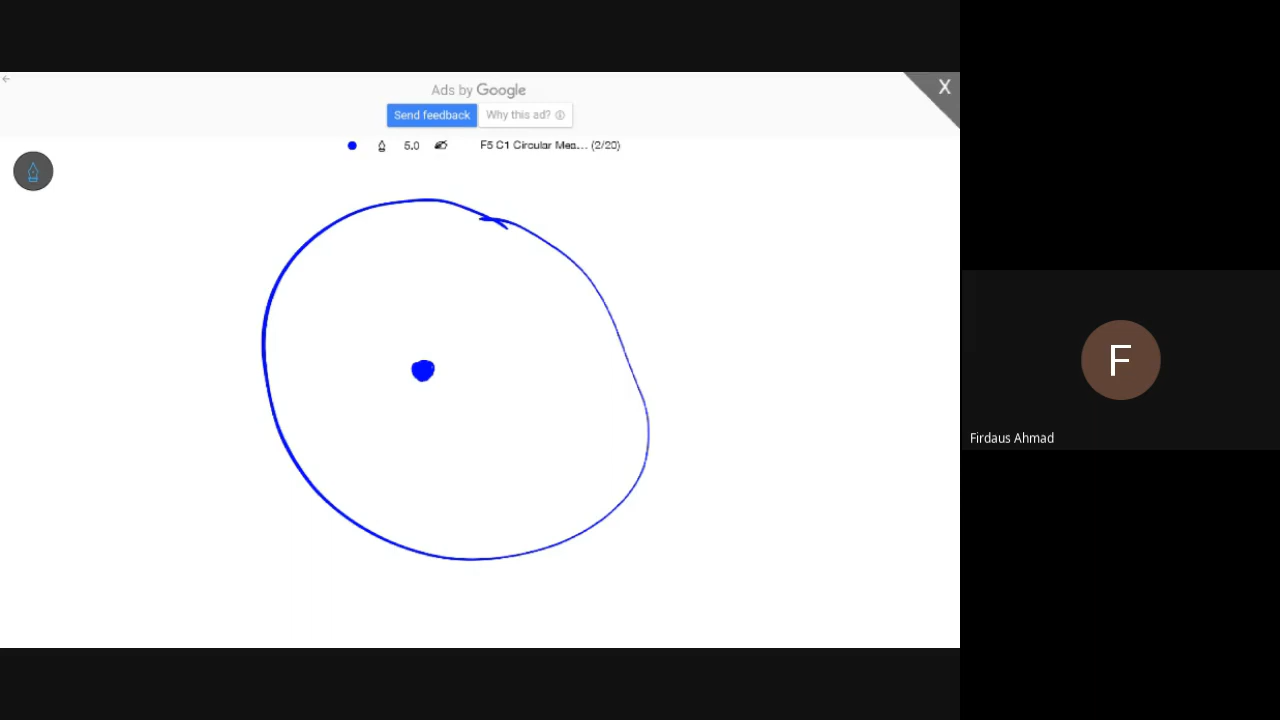 Ads by Google
X
Send feedback
Why this ad?
5.0
F5 C1 Circular Mea... (2/20)
F
Firdaus Ahmad